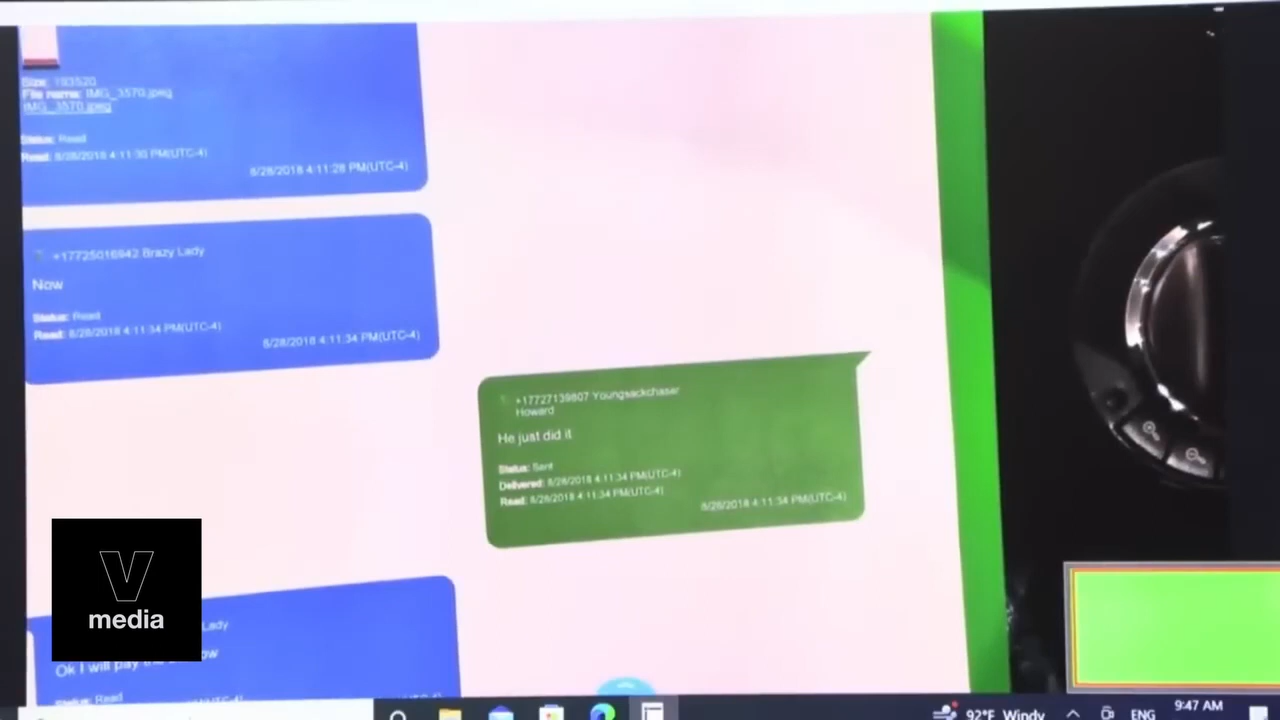 Size: 193520
File name: IMG_3570.jpeg
IMG_3570.jpeg
Status: Read
Read: 8/28/2018 4:11:30 PM(UTC-4)
8/28/2018 4:11:28 PM(UTC-4)
+17725016942 Brazy Lady
Now
Status: Read
Read: 8/28/2018 4:11:34 PM(UTC-4)
8/28/2018 4:11:34 PM(UTC-4)
+17727139807 Youngsackchaser
Howard
He just did it
Status: Sent
Delivered: 8/28/2018 4:11:34 PM(UTC-4)
Read: 8/28/2018 4:11:34 PM(UTC-4)
8/28/2018 4:11:34 PM(UTC-4)
Lady
Ok I will pay
Status: Read
V
media
92°F Windy
ENG
9:47 AM